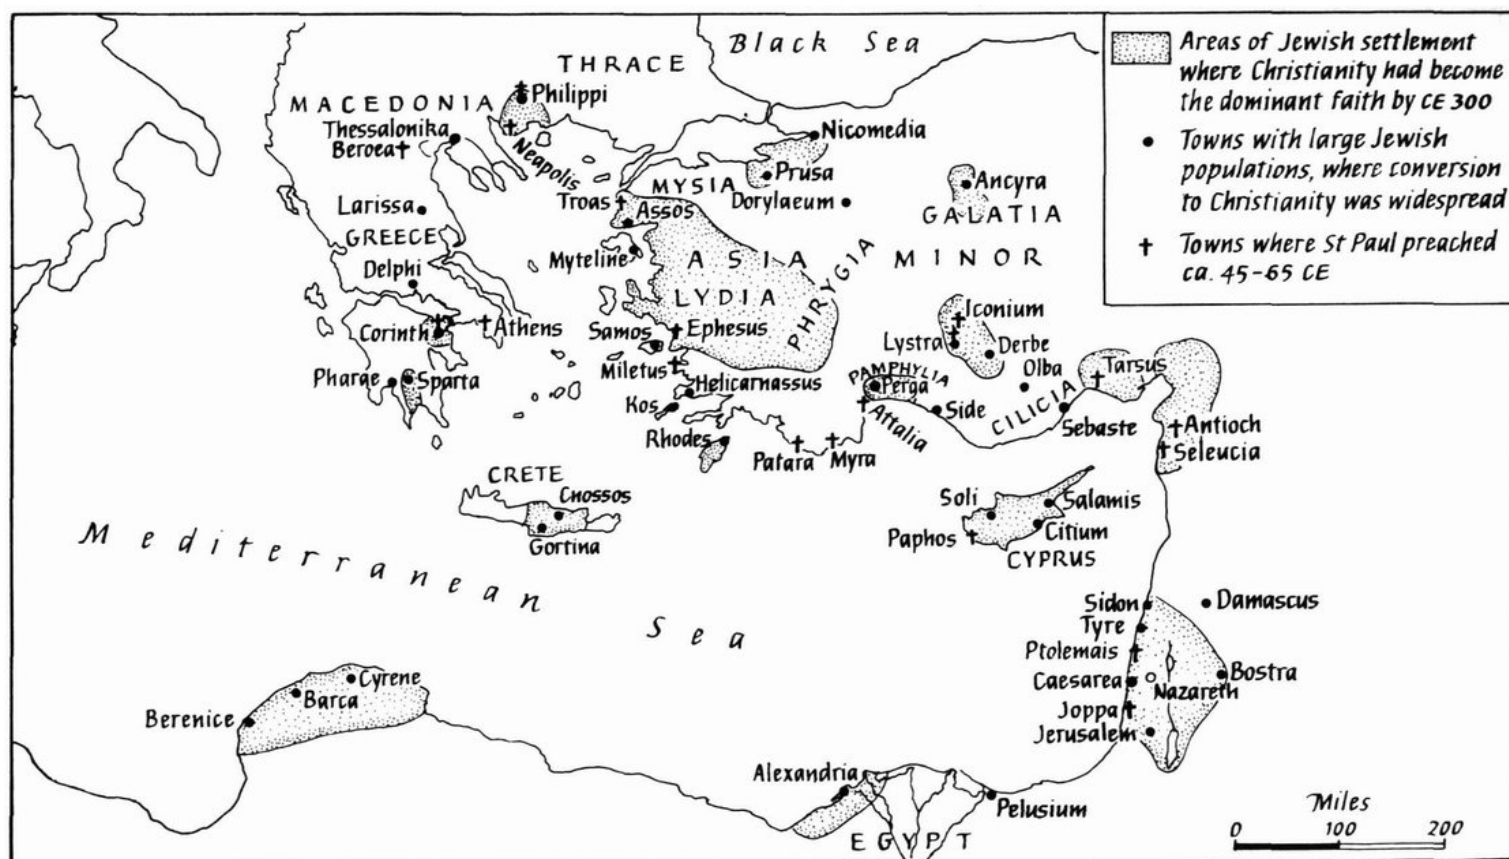 Black Sea
Areas of Jewish settlement
where Christianity had become
the dominant faith by CE 300
Towns with large Jewish
populations, where conversion
to Christianity was widespread
Towns where St Paul preached
ca. 45-65 CE
THRACE
MACEDONIA
Philippi
Thessalonika
Beroea
Neapolis
Nicomedia
Prusa
MYSIA
Troas
Assos
Dorylaeum
Ancyra
GALATIA
Larissa
GREECE
Myteline
ASIA
MINOR
Delphi
LYDIA
PHRYGIA
Corinth
Athens
Samos
Ephesus
Iconium
Lystra
Derbe
Pharge
Sparta
Miletus
Helicarnassus
PAMPHYLIA
Perga
Olba
Tarsus
Kos
Attalia
Side
CILICIA
Sebaste
Antioch
Seleucia
Rhodes
Patara
Myra
CRETE
Cnossos
Gortina
Soli
Salamis
Paphos
Citium
CYPRUS
Mediterranean
Sea
Sidon
Damascus
Tyre
Ptolemais
Caesarea
Nazareth
Bostra
Joppa
Jerusalem
Cyrene
Barca
Berenice
Alexandria
Pelusium
EGYPT
Miles
0 100 200